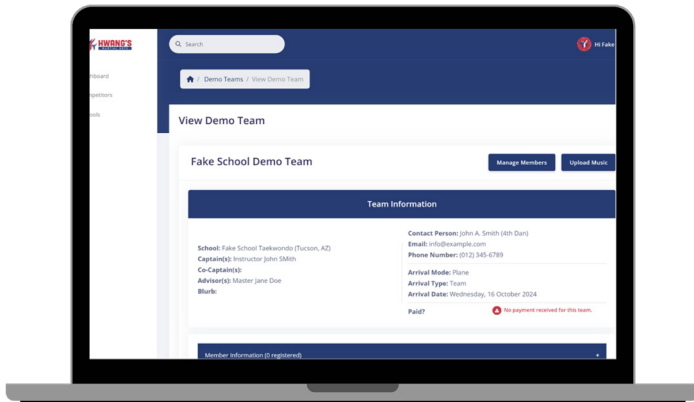 HWANG'S
MARTIAL ARTS
Search
Hi Fake
hboard
mpetitors
ools
/ Demo Teams / View Demo Team
View Demo Team
Fake School Demo Team
Manage Members
Upload Music
Team Information
School: Fake School Taekwondo (Tucson, AZ)
Captain(s): Instructor John SMith
Co-Captain(s):
Advisor(s): Master Jane Doe
Blurb:
Contact Person: John A. Smith (4th Dan)
Email: info@example.com
Phone Number: (012) 345-6789
Arrival Mode: Plane
Arrival Type: Team
Arrival Date: Wednesday, 16 October 2024
Paid?
No payment received for this team.
Member Information (0 registered)
+